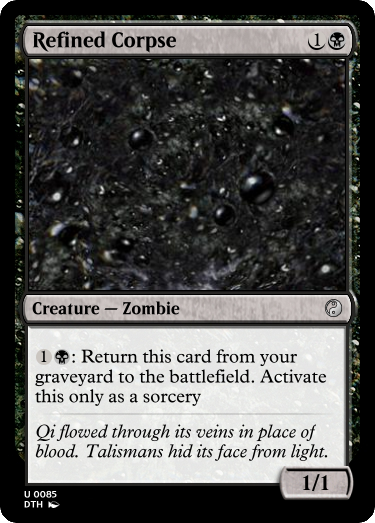 Refined Corpse 1
Creature — Zombie
1 : Return this card from your
graveyard to the battlefield. Activate
this only as a sorcery
Qi flowed through its veins in place of
blood. Talismans hid its face from light.
1/1
U 0085
DTH